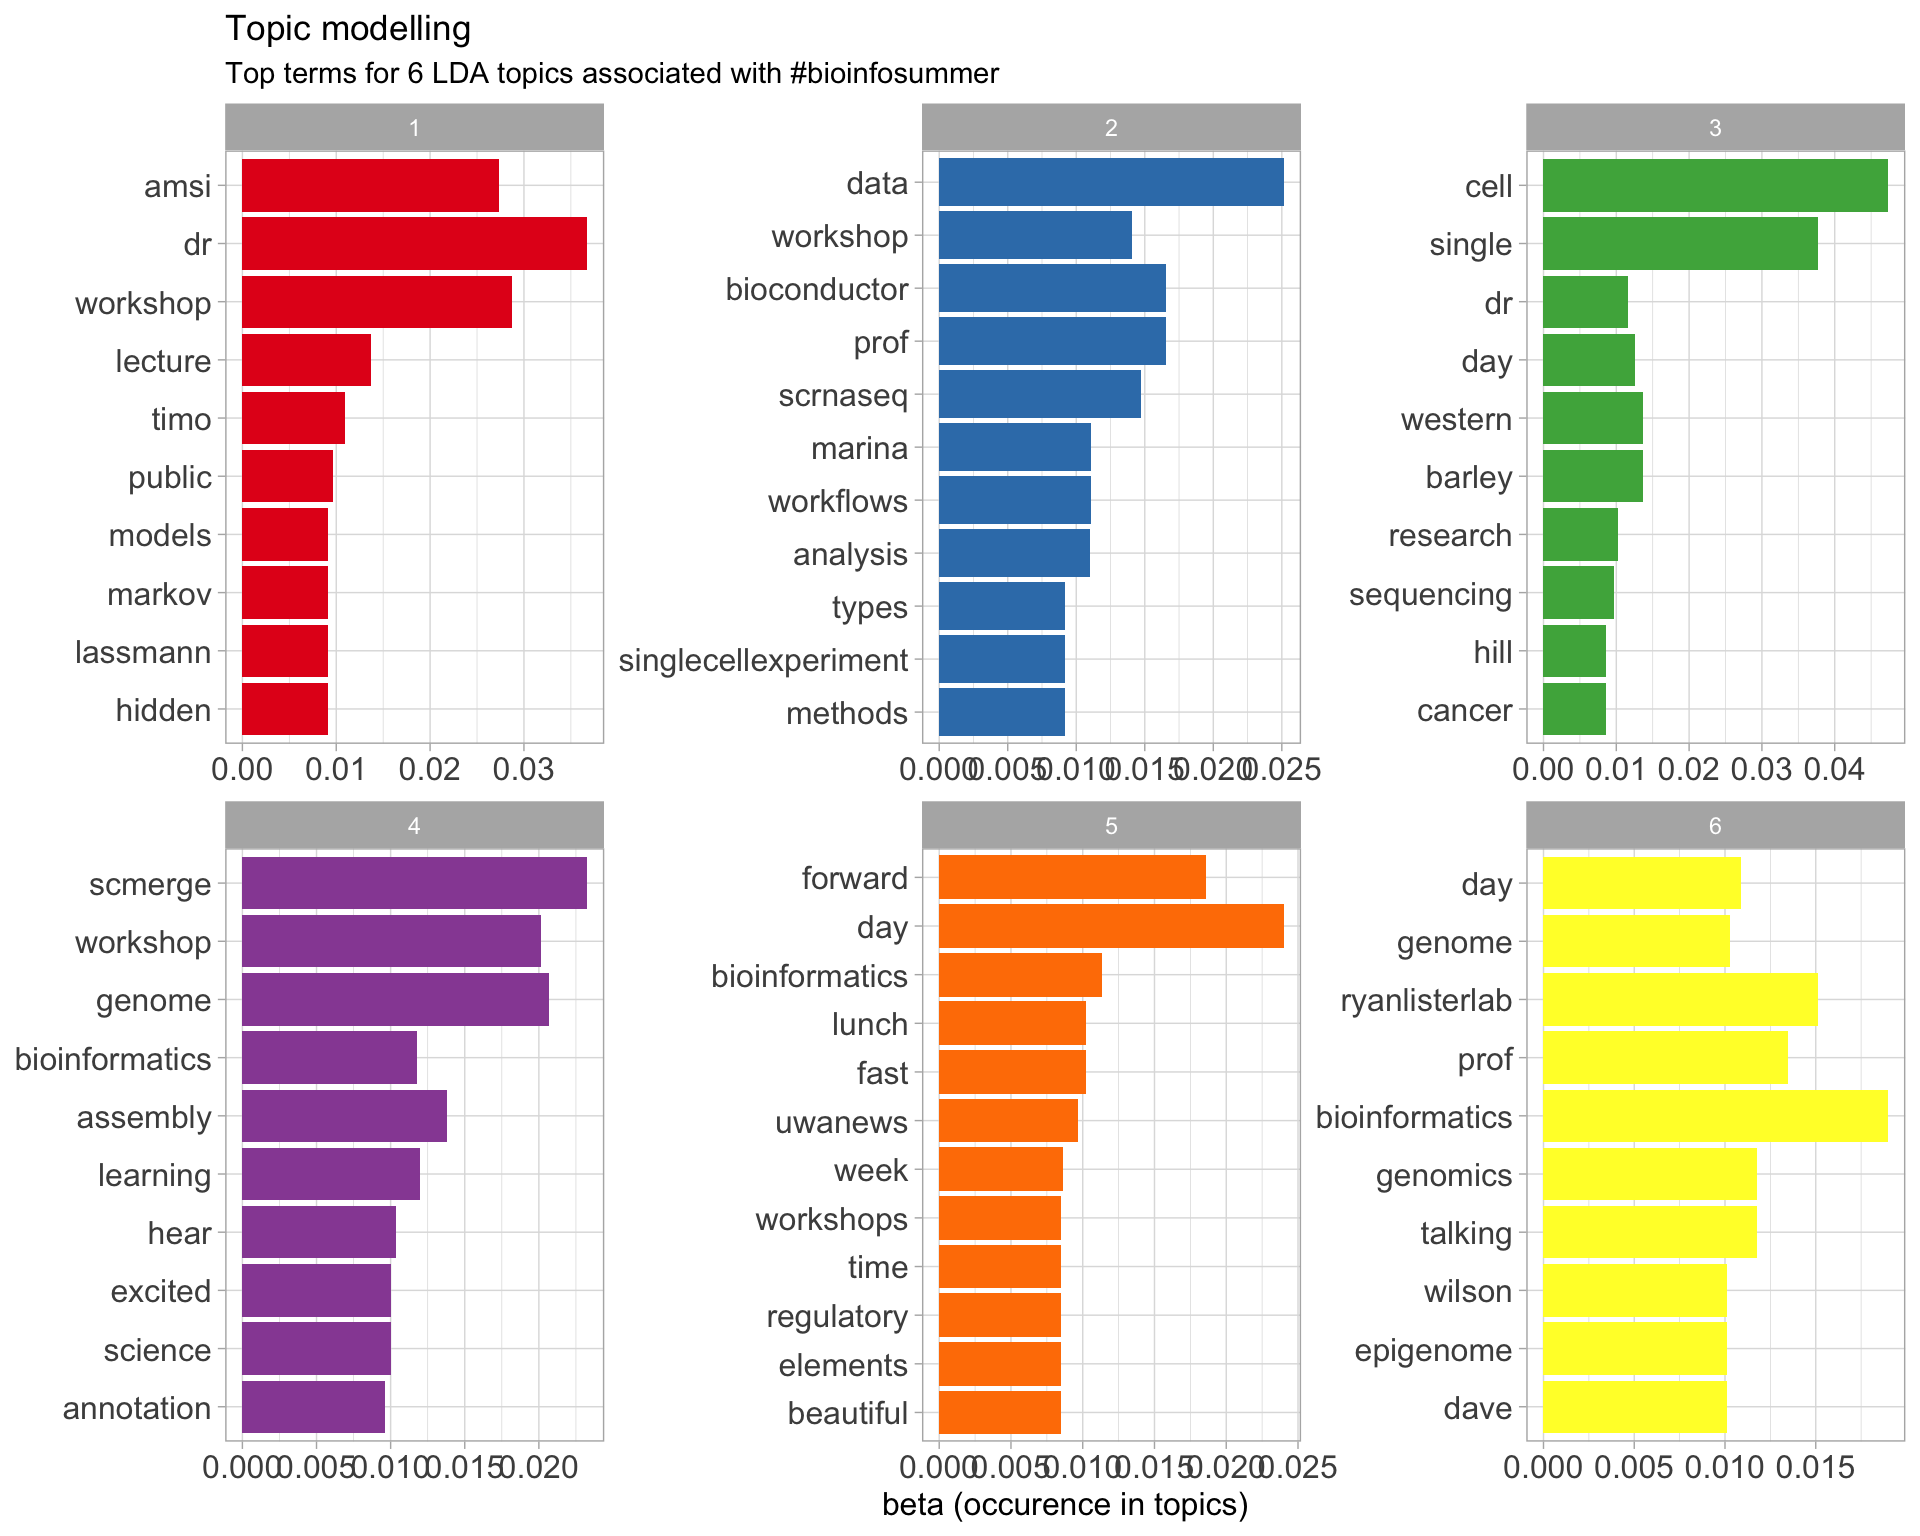 Topic modelling
Top terms for 6 LDA topics associated with #bioinfosummer
1
amsi
dr
workshop
lecture
timo
public
models
markov
lassmann
hidden
0.00 0.01 0.02 0.03
2
data
workshop
bioconductor
prof
scrnaseq
marina
workflows
analysis
types
singlecellexperiment
methods
0.000 0.005 0.010 0.015 0.020 0.025
3
cell
single
dr
day
western
barley
research
sequencing
hill
cancer
0.00 0.01 0.02 0.03 0.04
4
scmerge
workshop
genome
bioinformatics
assembly
learning
hear
excited
science
annotation
0.000 0.005 0.010 0.015 0.020
5
forward
day
bioinformatics
lunch
fast
uwanews
week
workshops
time
regulatory
elements
beautiful
0.000 0.005 0.010 0.015 0.020 0.025
6
day
genome
ryanlisterlab
prof
bioinformatics
genomics
talking
wilson
epigenome
dave
0.000 0.005 0.010 0.015
beta (occurence in topics)